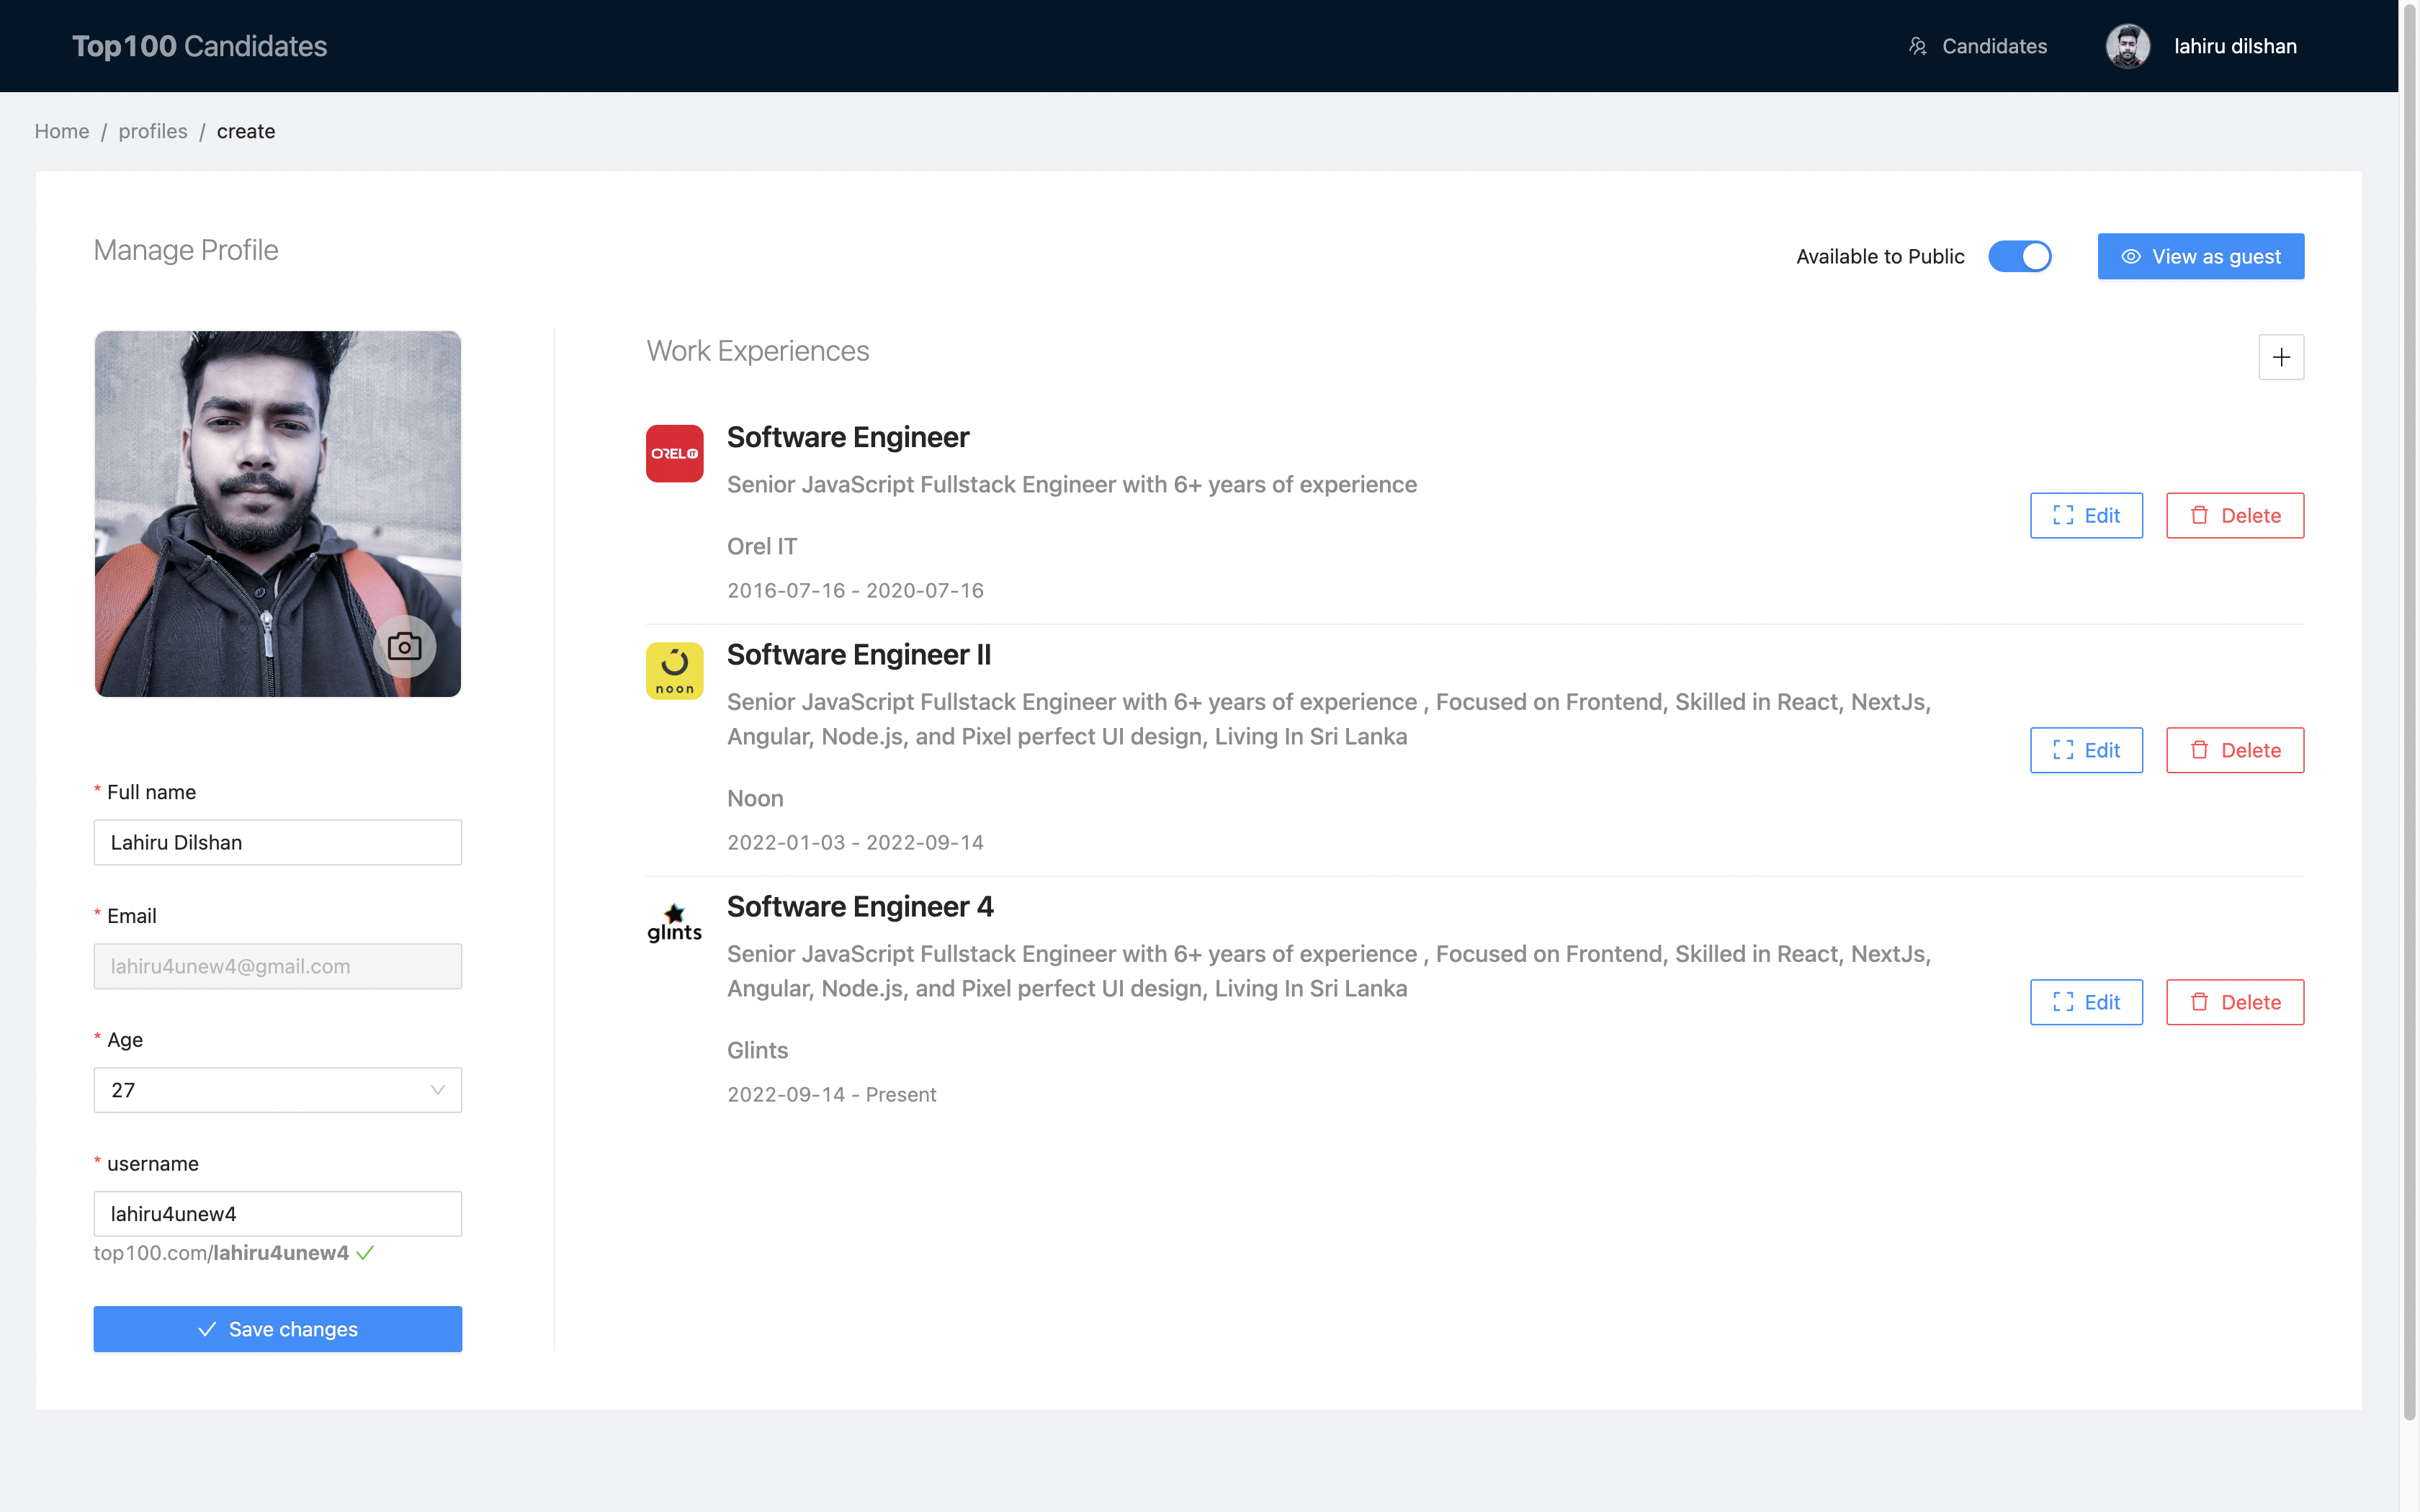 Top100 Candidates
Candidates
lahiru dilshan
Home / profiles / create
Manage Profile
Available to Public
View as guest
Work Experiences
OREL IT
Software Engineer
Senior JavaScript Fullstack Engineer with 6+ years of experience
Orel IT
2016-07-16 - 2020-07-16
Edit
Delete
noon
Software Engineer II
Senior JavaScript Fullstack Engineer with 6+ years of experience , Focused on Frontend, Skilled in React, NextJs,
Angular, Node.js, and Pixel perfect UI design, Living In Sri Lanka
Noon
2022-01-03 - 2022-09-14
Edit
Delete
glints
Software Engineer 4
Senior JavaScript Fullstack Engineer with 6+ years of experience , Focused on Frontend, Skilled in React, NextJs,
Angular, Node.js, and Pixel perfect UI design, Living In Sri Lanka
Glints
2022-09-14 - Present
Edit
Delete
* Full name
Lahiru Dilshan
* Email
lahiru4unew4@gmail.com
* Age
27
* username
lahiru4unew4
top100.com/lahiru4unew4
Save changes